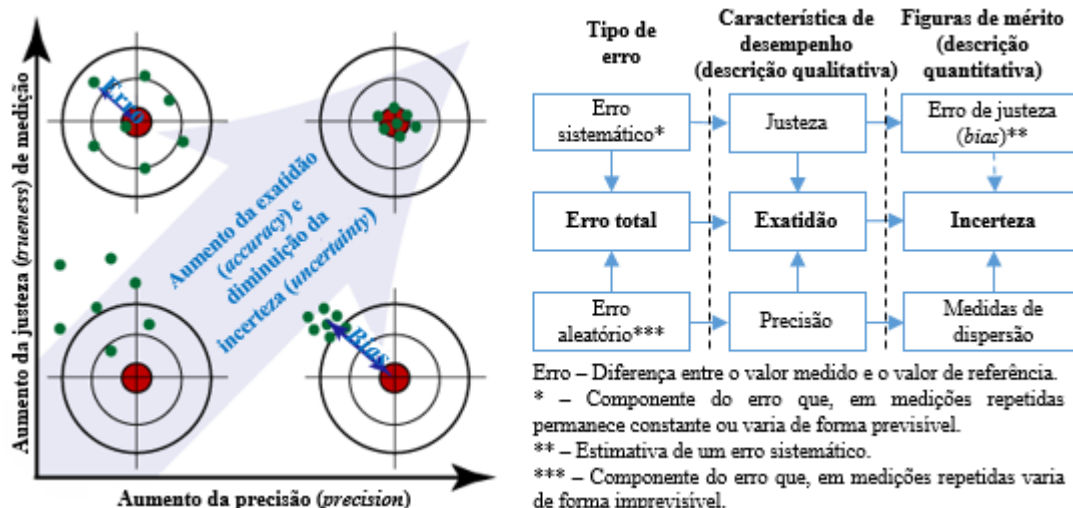 Aumento da justeza (rueness) de medição
Erro
Aumento da exatidão
(accuracy) e
diminuição da
incerteza (uncertainty)
Bias
Aumento da precisão (precision)
Tipo de
erro
Característica de
desempenho
(descrição qualitativa)
Figuras de mérito
(descrição
quantitativa)
Erro
sistemático*
Justeza
Erro de justeza
(bias)**
Erro total
Exatidão
Incerteza
Erro
aleatório***
Precisão
Medidas de
dispersão
Erro – Diferença entre o valor medido e o valor de referência.
* – Componente do erro que, em medições repetidas
permanece constante ou varia de forma previsível.
** – Estimativa de um erro sistemático.
*** – Componente do erro que, em medições repetidas varia
de forma imprevisível.